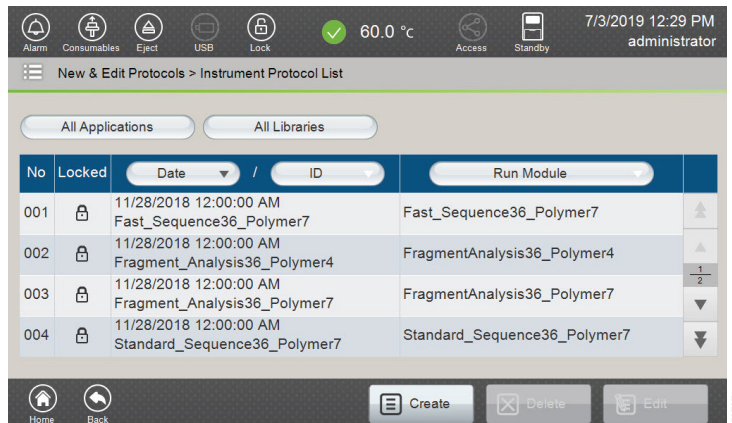 7/3/2019 12:29 PM
60.0 °c
administrator
Alarm Consumables Eject USB Lock Access Standby
New & Edit Protocols > Instrument Protocol List
All Applications All Libraries
No Locked Date / ID Run Module
11/28/2018 12:00:00 AM
001 Fast_Sequence36_Polymer7 Fast_Sequence36_Polymer7
11/28/2018 12:00:00 AM
002 Fragment_Analysis36_Polymer4 FragmentAnalysis36_Polymer4
1
2
11/28/2018 12:00:00 AM
003 Fragment_Analysis36_Polymer7 FragmentAnalysis36_Polymer7
11/28/2018 12:00:00 AM
004 Standard_Sequence36_Polymer7 Standard_Sequence36_Polymer7
Create Delete Edit
Home Back